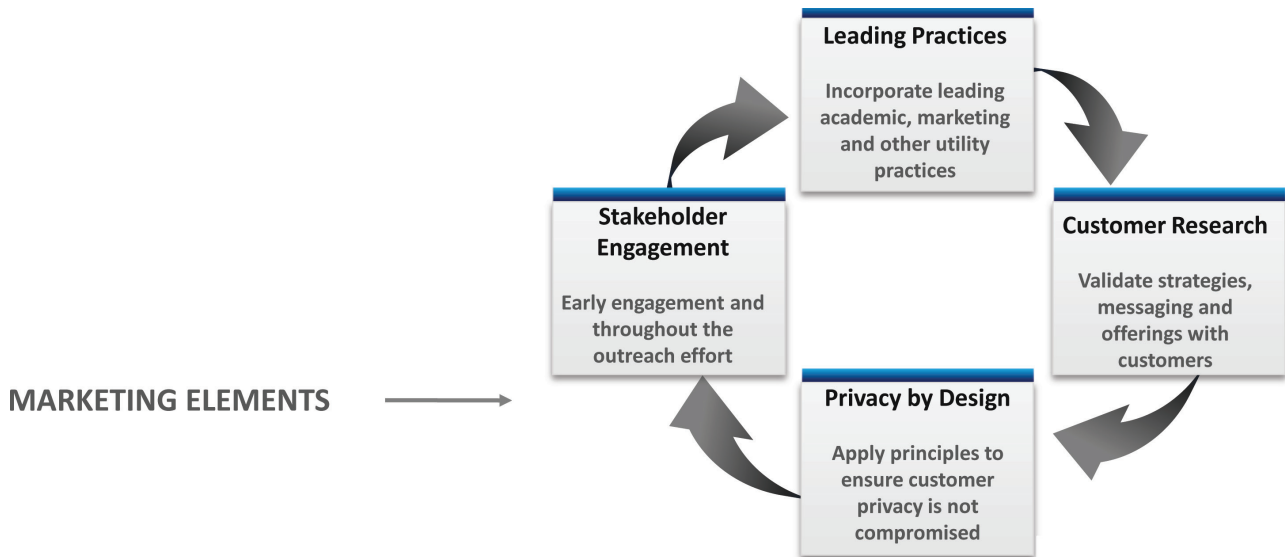 Leading Practices
Incorporate leading
academic, marketing
and other utility
practices
Stakeholder
Engagement
Early engagement and
throughout the
outreach effort
Customer Research
Validate strategies,
messaging and
offerings with
customers
MARKETING ELEMENTS
Privacy by Design
Apply principles to
ensure customer
privacy is not
compromised